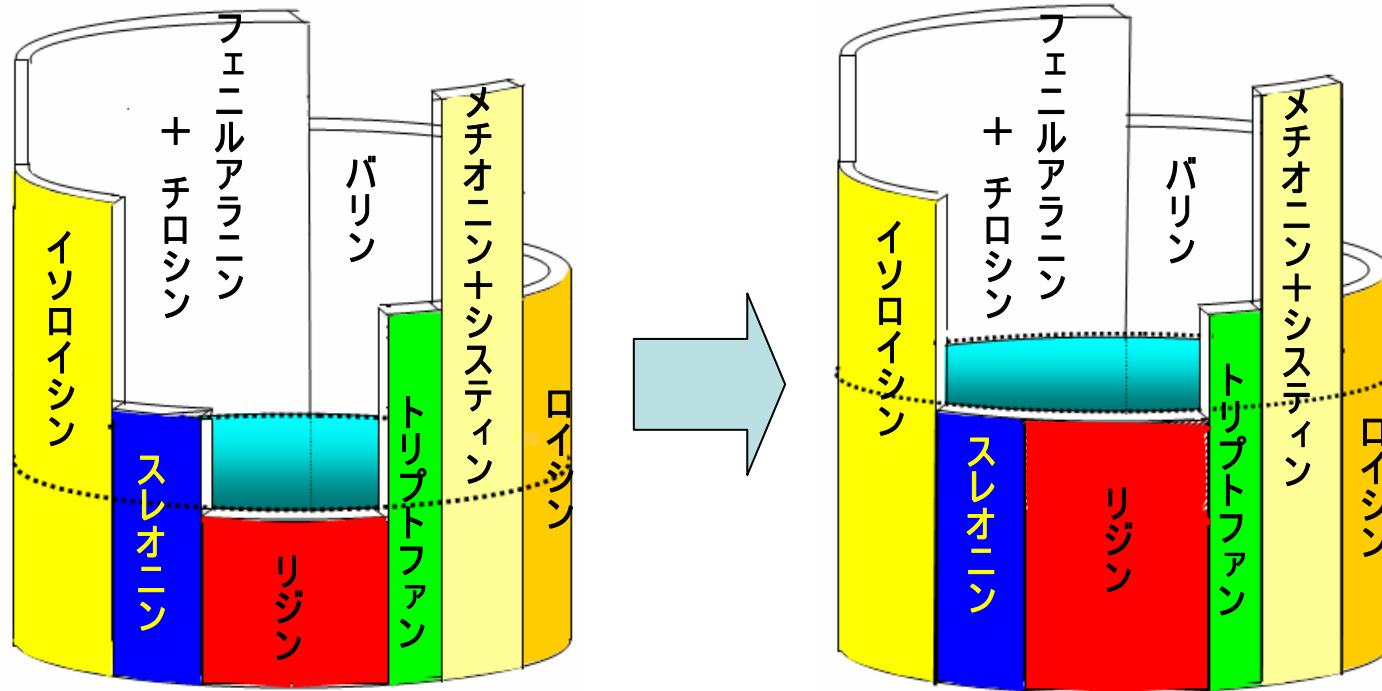 イソロイシン
スレオニン
＋ チロシン
フェニルアラニン
リジン
バリン
トリプトファン
メチオニン＋システィン
ロイシン
イソロイシン
スレオニン
＋ チロシン
フェニルアラニン
リジン
バリン
トリプトファン
メチオニン＋システィン
ロイシン